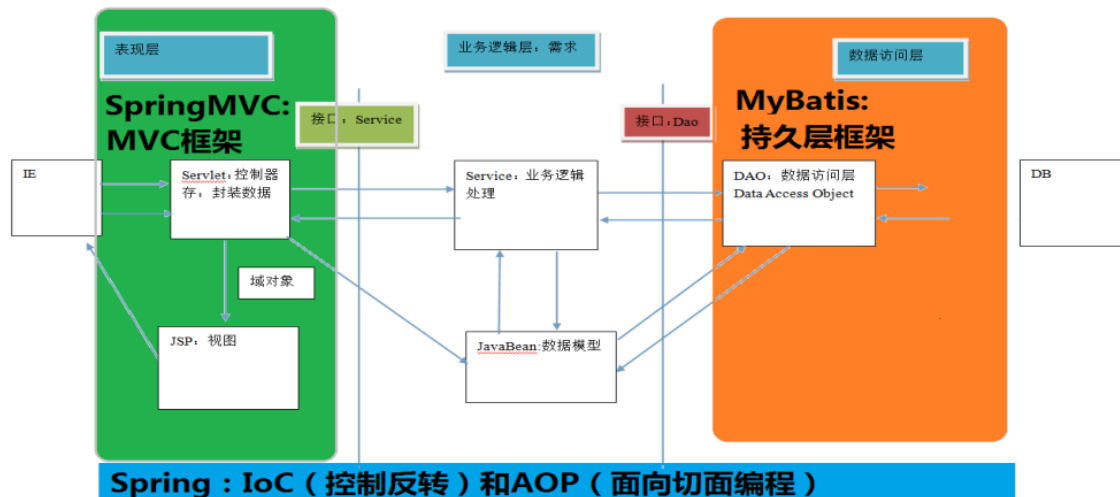 表现层
业务逻辑层：需求
数据访问层
SpringMVC:
MVC框架
接口：Service
接口:Dao
MyBatis:
持久层框架
IE
Servlet:控制器
存：封装数据
Service：业务逻辑
处理
DAO：数据访问层
Data Access Object
DB
域对象
JSP：视图
JavaBean:数据模型
Spring：IoC（控制反转）和AOP（面向切面编程）